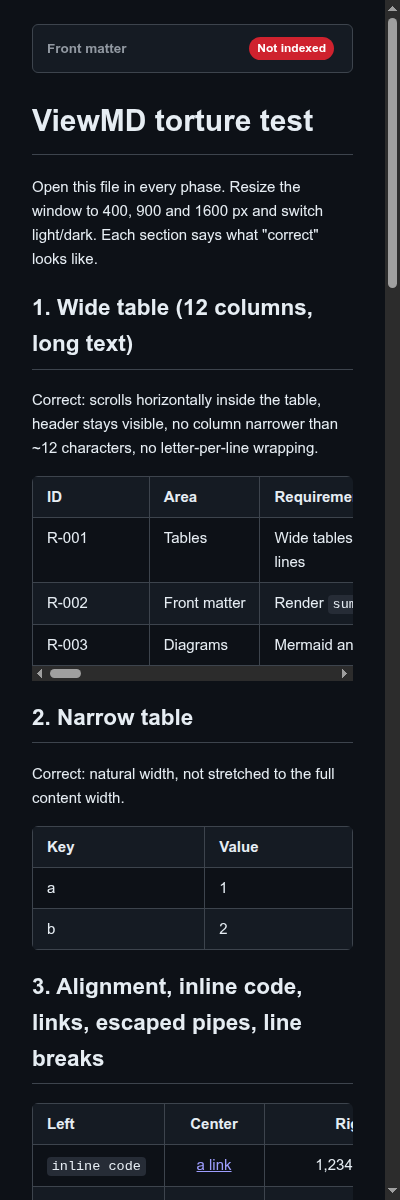 Front matter Not indexed
ViewMD torture test
Open this file in every phase. Resize the
window to 400, 900 and 1600 px and switch
light/dark. Each section says what "correct"
looks like.
1. Wide table (12 columns,
long text)
Correct: scrolls horizontally inside the table,
header stays visible, no column narrower than
~12 characters, no letter-per-line wrapping.
ID Area Requireme
R-001 Tables Wide tables
lines
R-002 Front matter Render sum
R-003 Diagrams Mermaid an
2. Narrow table
Correct: natural width, not stretched to the full
content width.
Key Value
a 1
b 2
3. Alignment, inline code,
links, escaped pipes, line
breaks
Left Center Rig
inline code a link 1,234